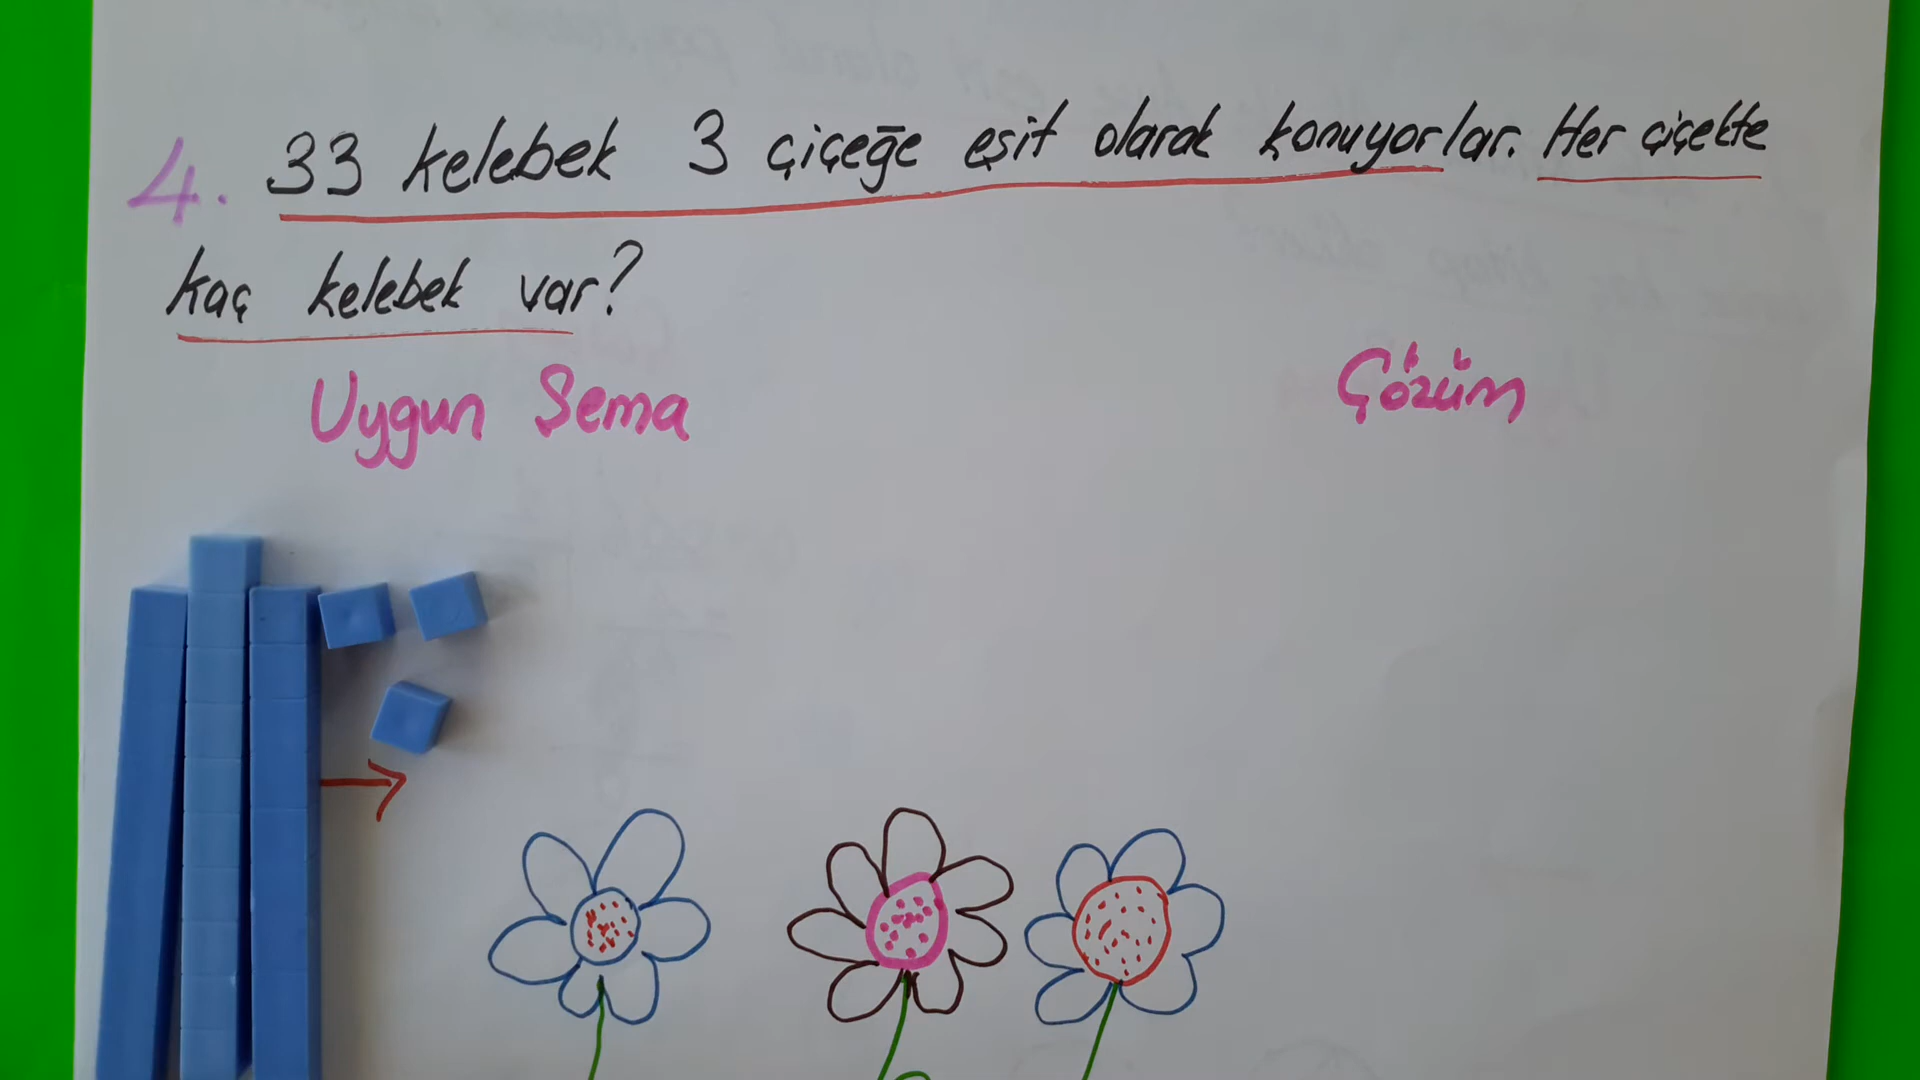 4. 33 kelebek 3 çiçeğe eşit olarak konuyorlar. Her çiçekte
kaç kelebek var?
Uygun Şema
Çözüm